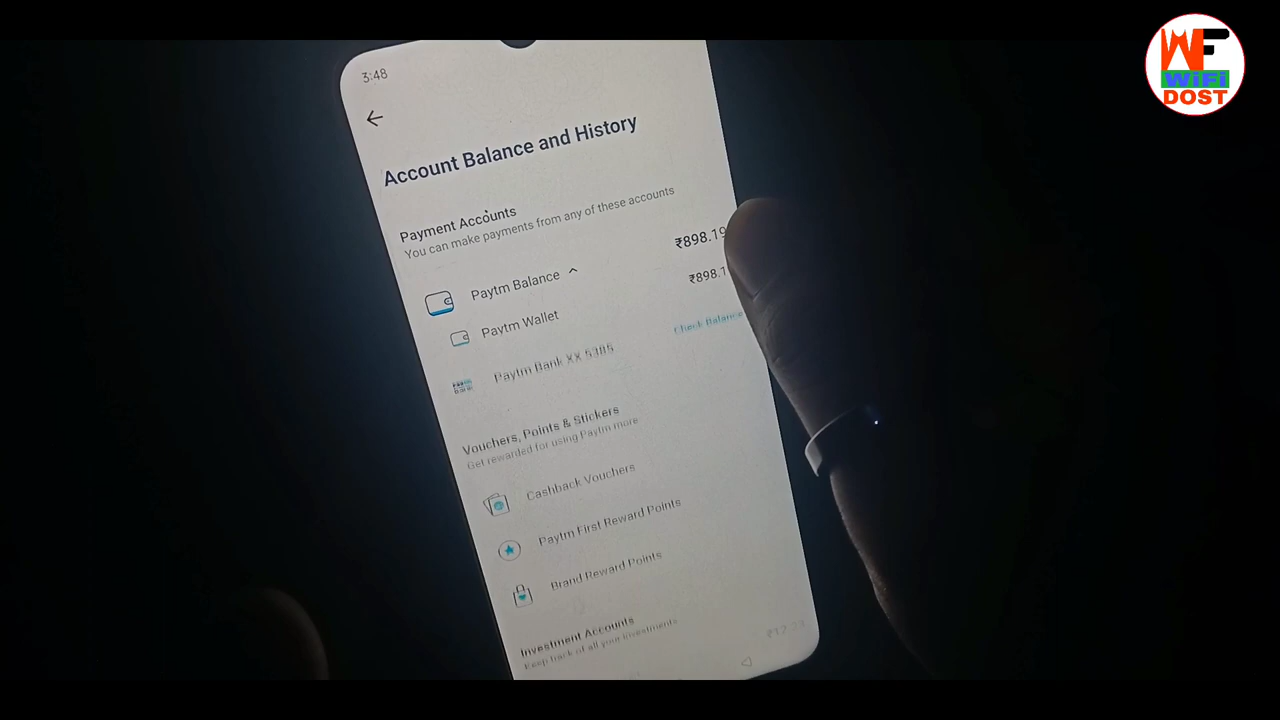 WF
WiFi
DOST
3:48
Account Balance and History
Payment Accounts
You can make payments from any of these accounts
Paytm Balance ₹898.19
Paytm Wallet ₹898.1
Paytm Bank XX 5385 Check Balance
Vouchers, Points & Stickers
Get rewarded for using Paytm more
Cashback Vouchers
Paytm First Reward Points
Brand Reward Points
Investment Accounts
Keep track of all your investments